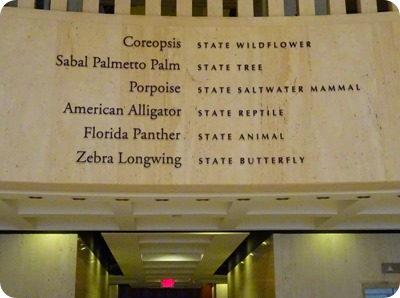 Coreopsis STATE WILDFLOWER
Sabal Palmetto Palm STATE TREE
Porpoise STATE SALTWATER MAMMAL
American Alligator STATE REPTILE
Florida Panther STATE ANIMAL
Zebra Longwing STATE BUTTERFLY